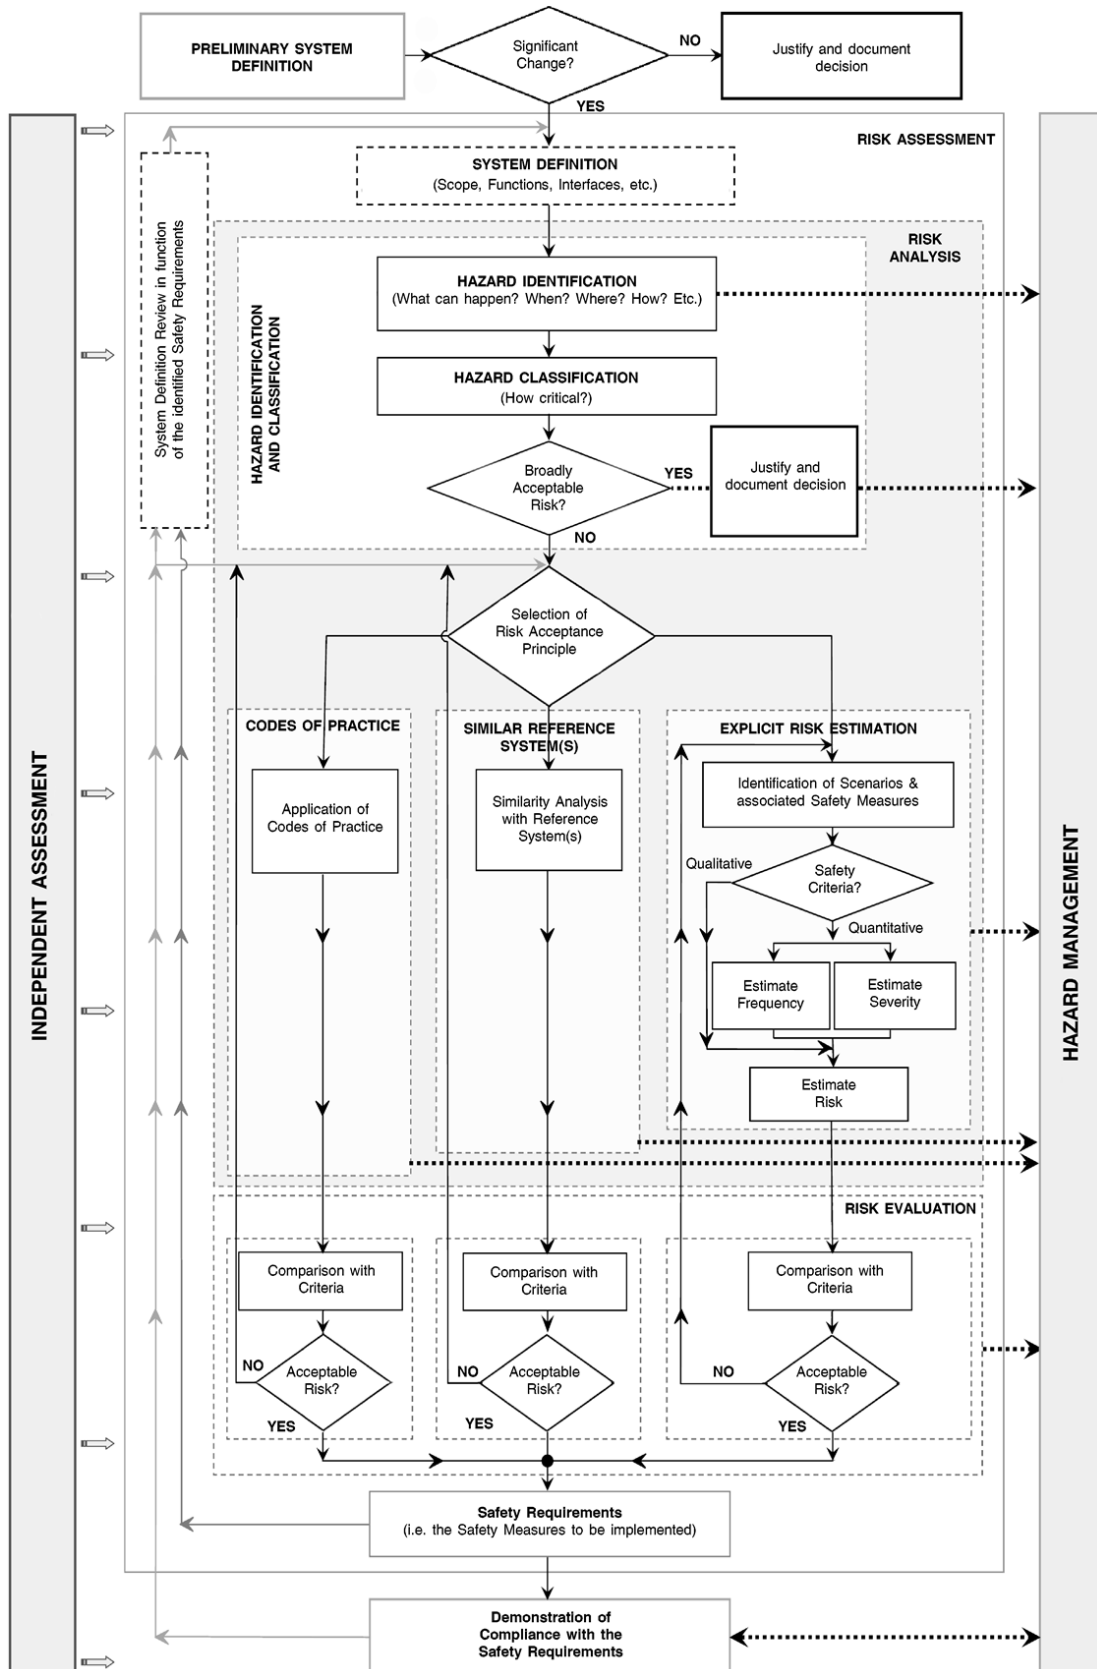 PRELIMINARY SYSTEM
DEFINITION
Significant
Change?
NO
Justify and document
decision
YES
RISK ASSESSMENT
SYSTEM DEFINITION
(Scope, Functions, Interfaces, etc.)
System Definition Review in function
of the identified Safety Requirements
RISK
ANALYSIS
HAZARD IDENTIFICATION
(What can happen? When? Where? How? Etc.)
HAZARD IDENTIFICATION
AND CLASSIFICATION
HAZARD CLASSIFICATION
(How critical?)
Broadly
Acceptable
Risk?
YES
Justify and
document decision
NO
Selection of
Risk Acceptance
Principle
CODES OF PRACTICE
SIMILAR REFERENCE
SYSTEM(S)
EXPLICIT RISK ESTIMATION
Application of
Codes of Practice
Similarity Analysis
with Reference
System(s)
Identification of Scenarios &
associated Safety Measures
Qualitative
Safety
Criteria?
Quantitative
Estimate
Frequency
Estimate
Severity
Estimate
Risk
INDEPENDENT ASSESSMENT
HAZARD MANAGEMENT
RISK EVALUATION
Comparison with
Criteria
Comparison with
Criteria
Comparison with
Criteria
NO
Acceptable
Risk?
YES
NO
Acceptable
Risk?
YES
NO
Acceptable
Risk?
YES
Safety Requirements
(i.e. the Safety Measures to be implemented)
Demonstration of
Compliance with the
Safety Requirements